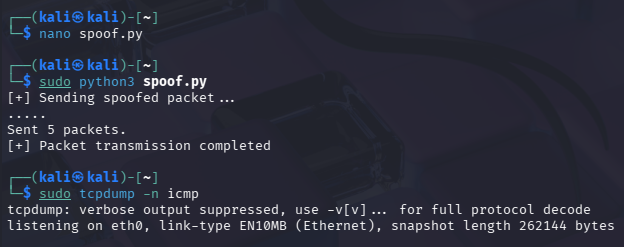 ┌──(kali㉿kali)-[~]
└─$ nano spoof.py
┌──(kali㉿kali)-[~]
└─$ sudo python3 spoof.py
[+] Sending spoofed packet...
.....
Sent 5 packets.
[+] Packet transmission completed
┌──(kali㉿kali)-[~]
└─$ sudo tcpdump -n icmp
tcpdump: verbose output suppressed, use -v[v]... for full protocol decode
listening on eth0, link-type EN10MB (Ethernet), snapshot length 262144 bytes